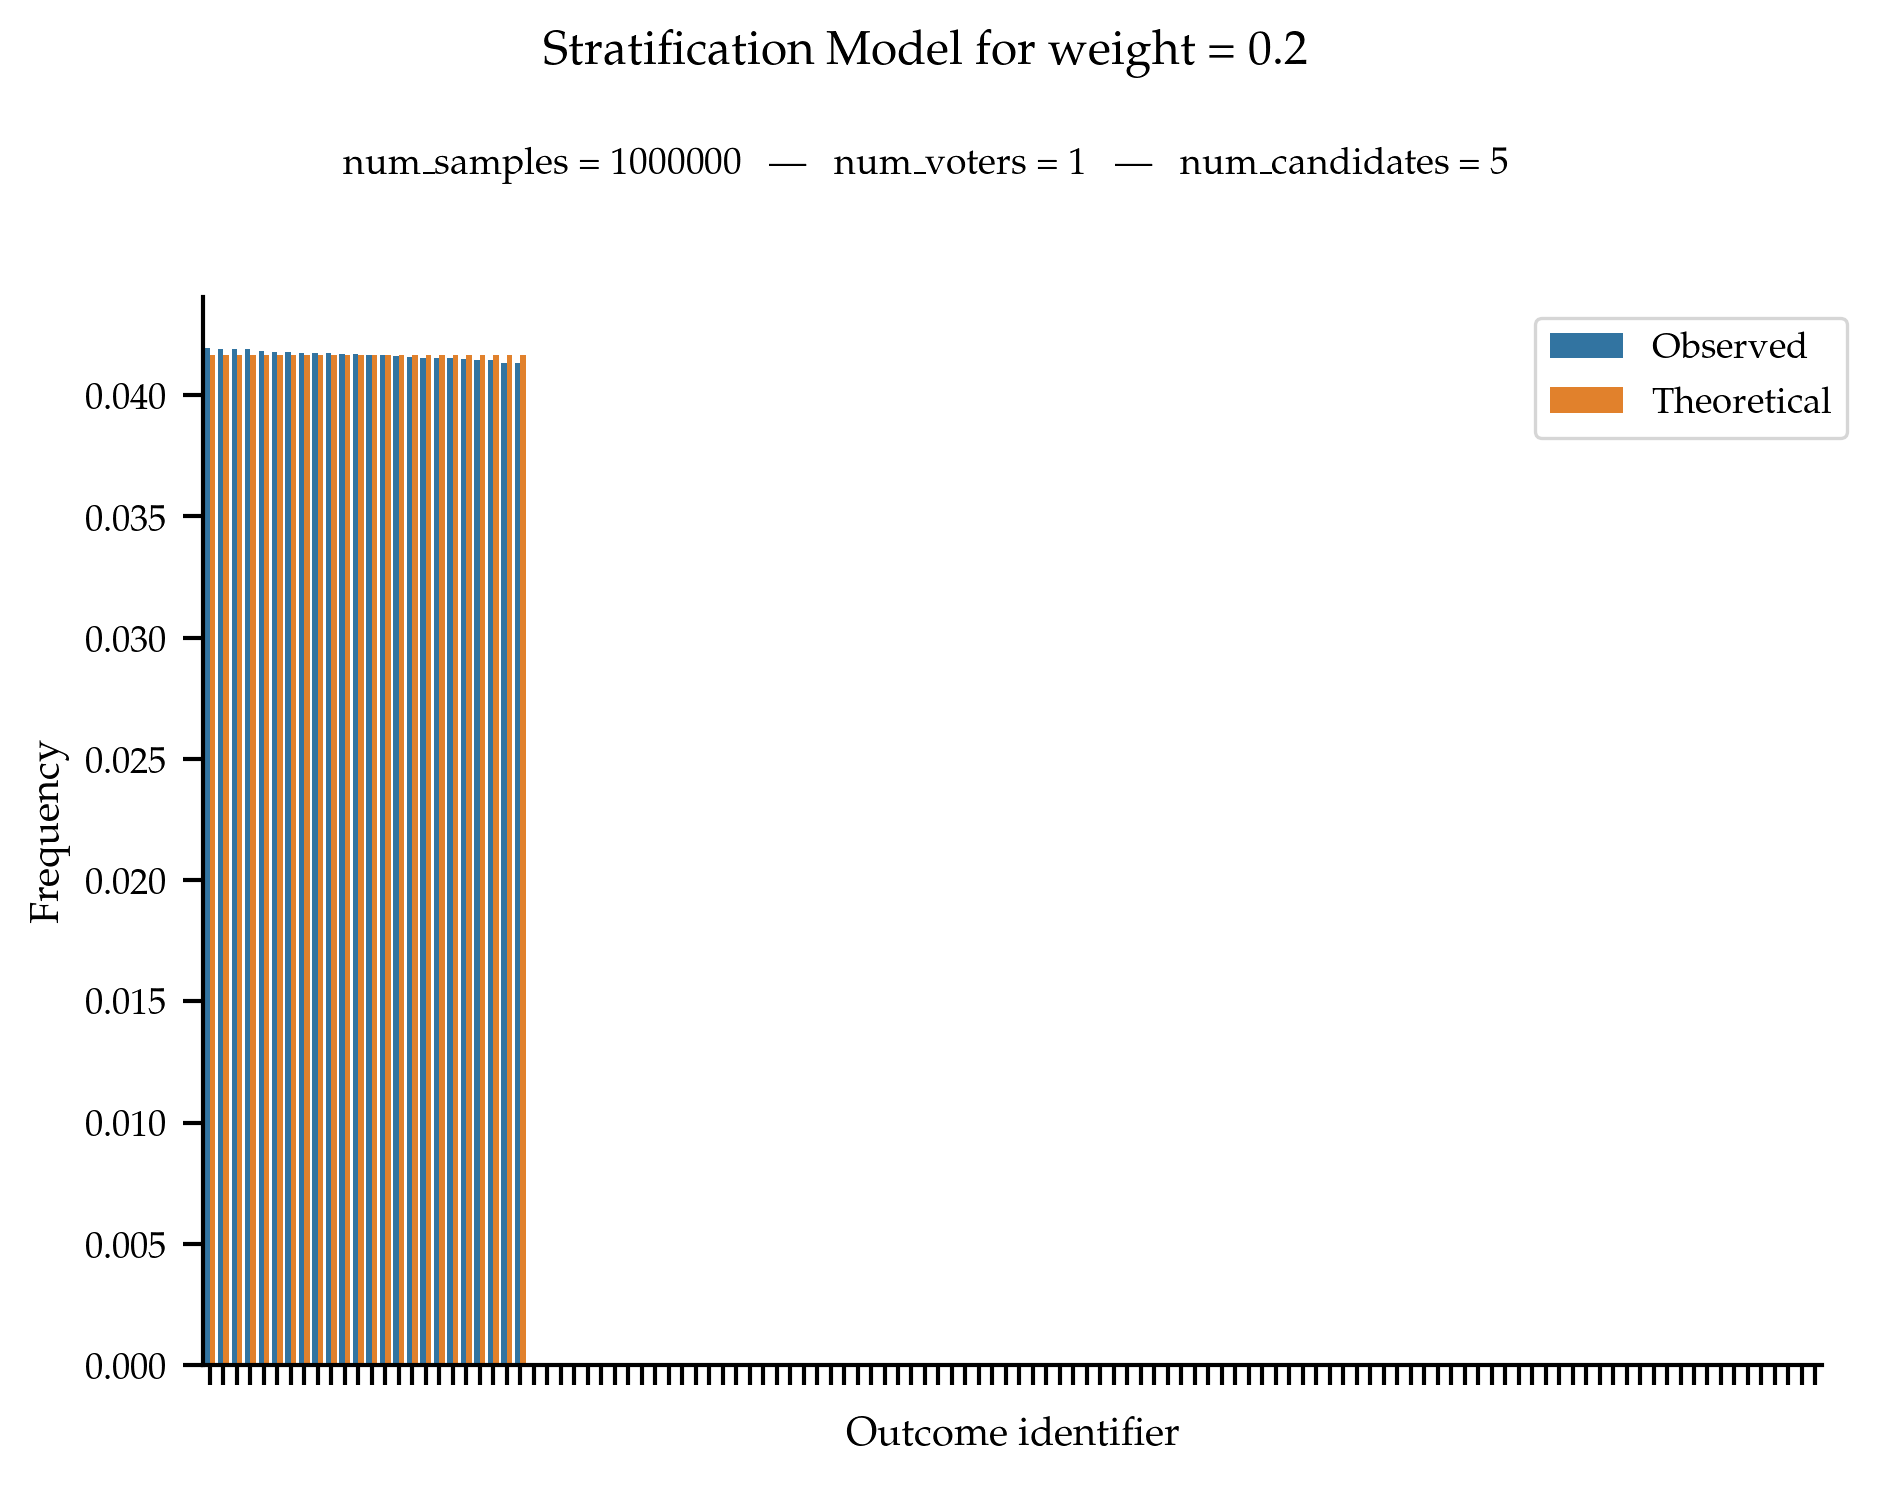 Stratification Model for weight = 0.2
num_samples = 1000000 — num_voters = 1 — num_candidates = 5
Observed
Theoretical
0.040
0.035
0.030
0.025
0.020
0.015
0.010
0.005
0.000
Frequency
Outcome identifier